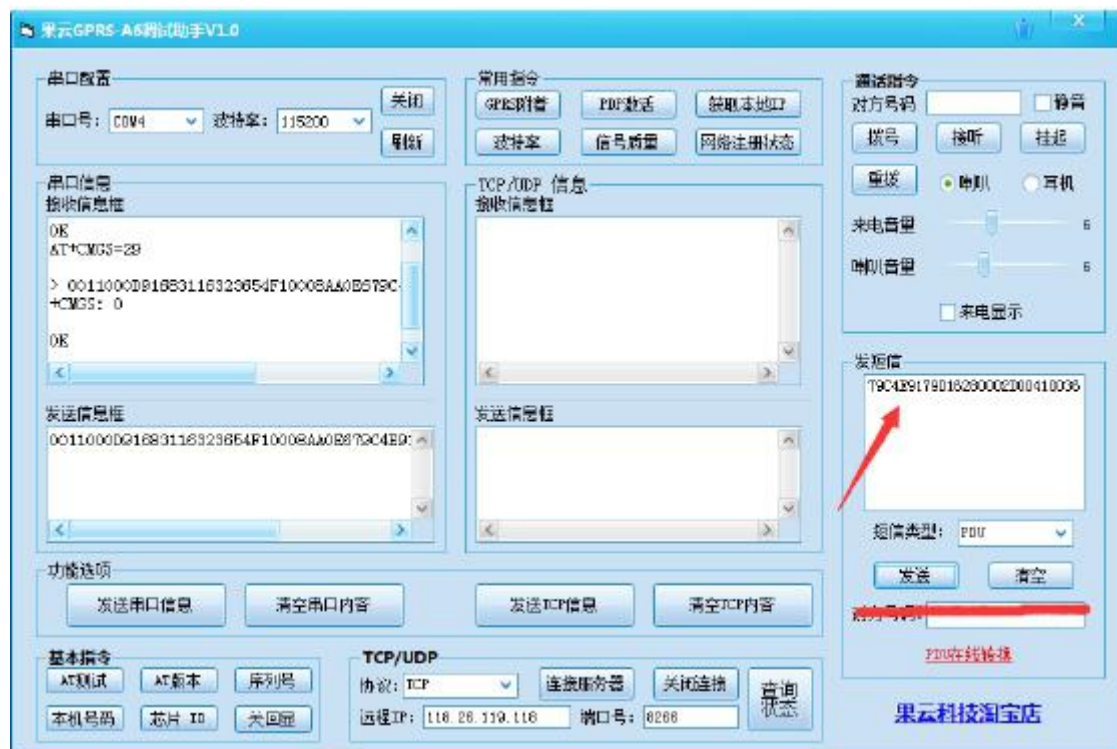 果云GPRS-A6调试助手V1.0
串口配置
串口号: COM4 波特率: 115200
关闭
刷新
常用指令
GPRS附着 PDP激活 获取本地IP
波特率 信号质量 网络注册状态
通话指令
对方号码 静音
拨号 接听 挂起
重拨 喇叭 耳机
来电音量 6
喇叭音量 6
来电显示
串口信息
接收信息框
OK
AT+CMGS=29
> 0011000D91683116323654F10008AA0E679C4
+CMGS: 0
OK
发送信息框
0011000D91683116323654F10008AA0E679C4E91
TCP/UDP 信息
接收信息框
发送信息框
发短信
短信类型: PDU
发送 清空
对方号码:
PDU在线转换
功能选项
发送串口信息 清空串口内容 发送TCP信息 清空TCP内容
基本指令
AT测试 AT版本 序列号
本机号码 芯片 ID 关回显
TCP/UDP
协议: TCP 连接服务器 关闭连接
远程IP: 118.26.119.118 端口号: 8266
查询
状态
果云科技淘宝店